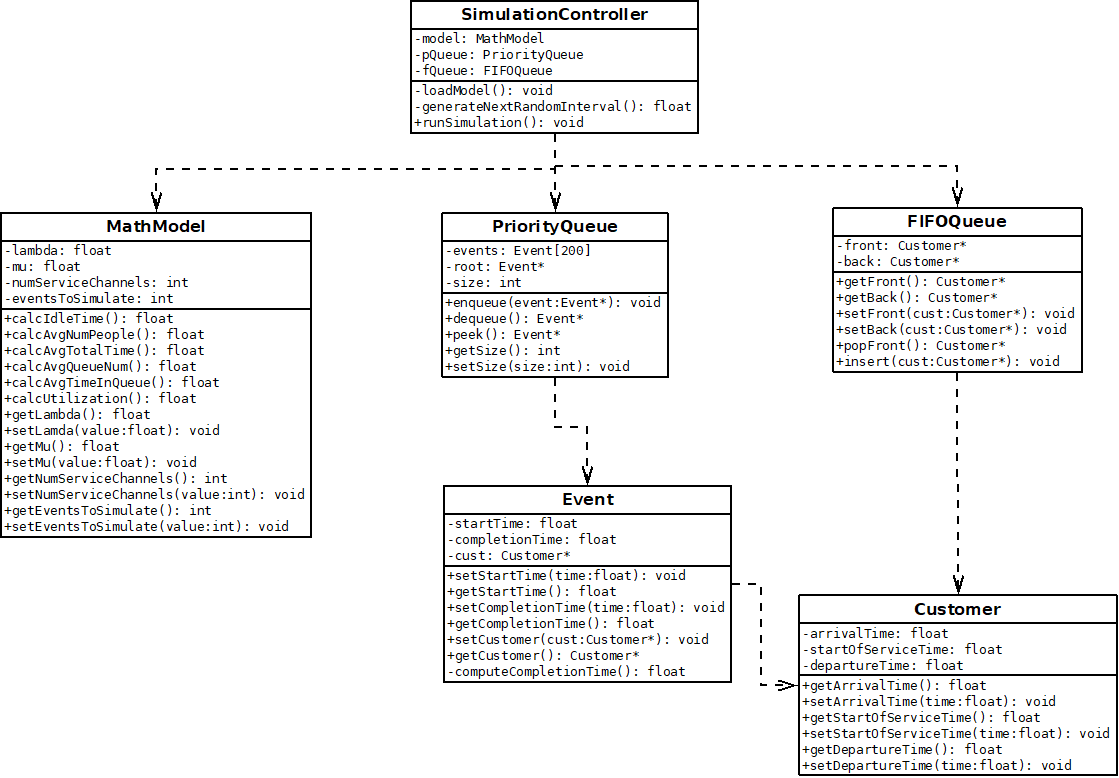 SimulationController
-model: MathModel
-pQueue: PriorityQueue
-fQueue: FIFOQueue
-loadModel(): void
-generateNextRandomInterval(): float
+runSimulation(): void
MathModel
-lambda: float
-mu: float
-numServiceChannels: int
-eventsToSimulate: int
+calcIdleTime(): float
+calcAvgNumPeople(): float
+calcAvgTotalTime(): float
+calcAvgQueueNum(): float
+calcAvgTimeInQueue(): float
+calcUtilization(): float
+getLambda(): float
+setLamda(value:float): void
+getMu(): float
+setMu(value:float): void
+getNumServiceChannels(): int
+setNumServiceChannels(value:int): void
+getEventsToSimulate(): int
+setEventsToSimulate(value:int): void
PriorityQueue
-events: Event[200]
-root: Event*
-size: int
+enqueue(event:Event*): void
+dequeue(): Event*
+peek(): Event*
+getSize(): int
+setSize(size:int): void
FIFOQueue
-front: Customer*
-back: Customer*
+getFront(): Customer*
+getBack(): Customer*
+setFront(cust:Customer*): void
+setBack(cust:Customer*): void
+popFront(): Customer*
+insert(cust:Customer*): void
Event
-startTime: float
-completionTime: float
-cust: Customer*
+setStartTime(time:float): void
+getStartTime(): float
+setCompletionTime(time:float): void
+getCompletionTime(): float
+setCustomer(cust:Customer*): void
+getCustomer(): Customer*
-computeCompletionTime(): float
Customer
-arrivalTime: float
-startOfServiceTime: float
-departureTime: float
+getArrivalTime(): float
+setArrivalTime(time:float): void
+getStartOfServiceTime(): float
+setStartOfServiceTime(time:float): void
+getDepartureTime(): float
+setDepartureTime(time:float): void